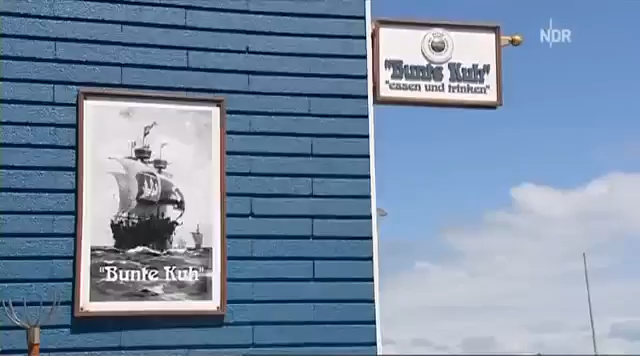 NDR
"Bunte Kuh"
"essen und trinken"
"Bunte Kuh"